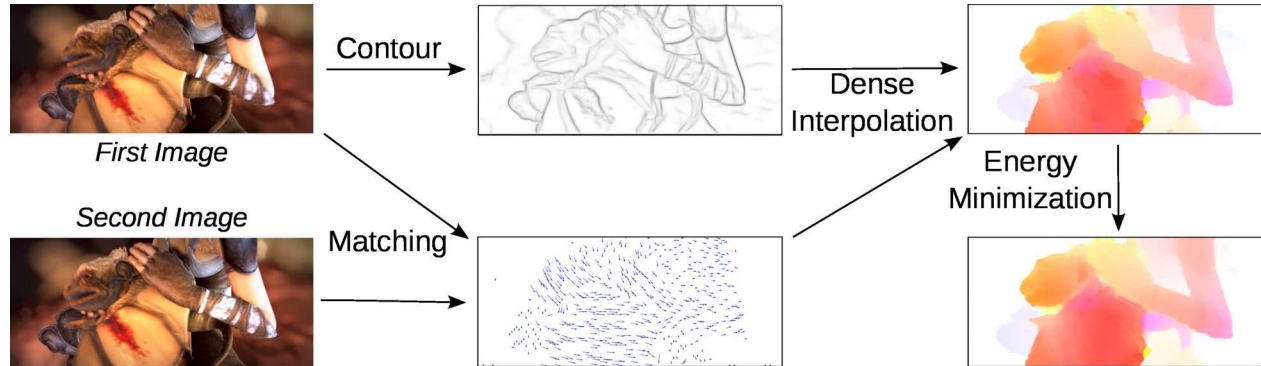 Contour
Dense
Interpolation
First Image
Energy
Minimization
Second Image
Matching